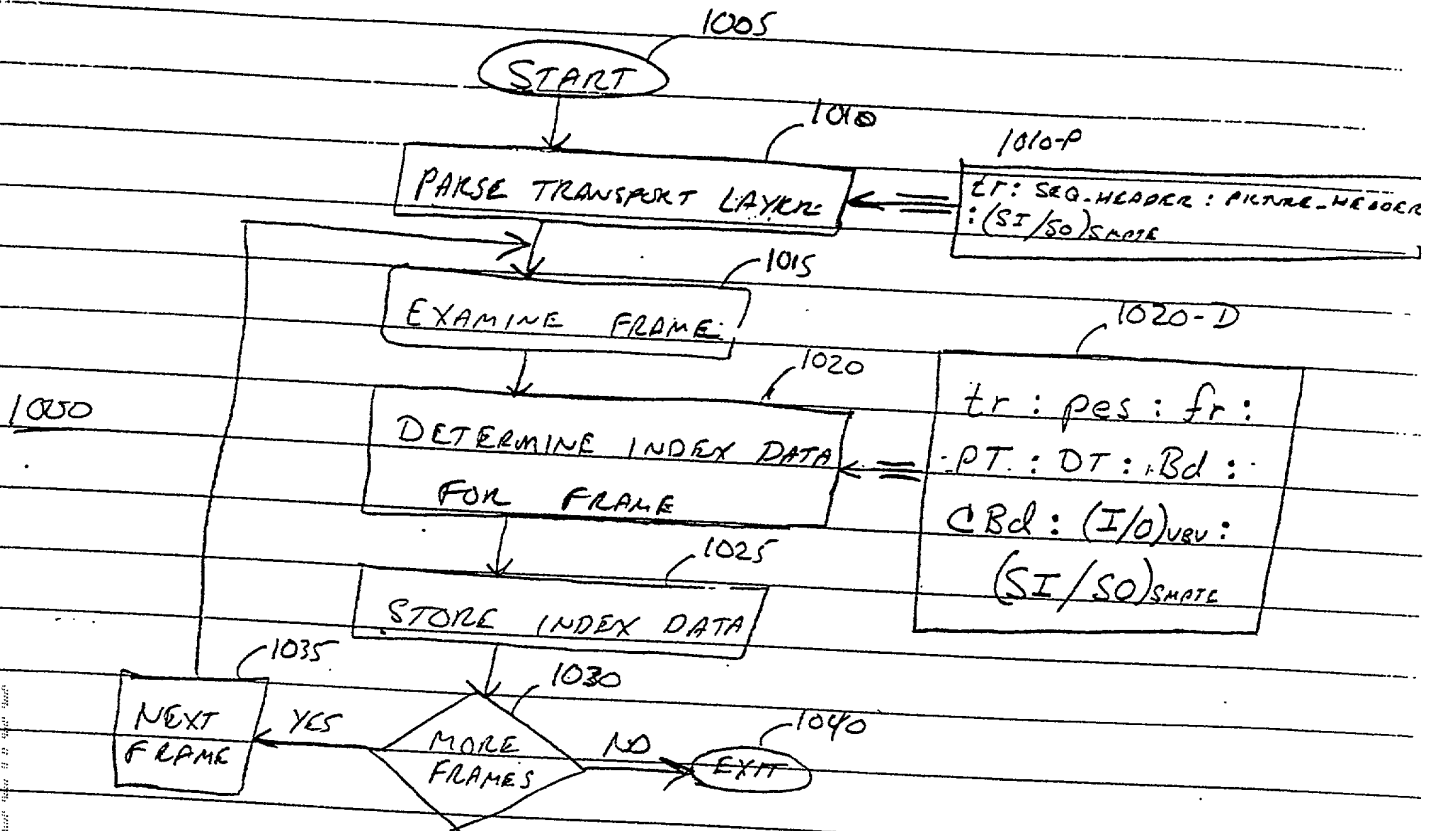 1005
START
1010
1010-P
PARSE TRANSPORT LAYER
tr: SEQ_HEADER : PICTURE_HEADER
: (SI/SO)SMPTE
1015
EXAMINE FRAME
1020-D
1020
tr : pes : fr :
1000
DETERMINE INDEX DATA
PT : DT : Bd :
FOR FRAME
CBd : (I/O)VBV :
1025
(SI/SO)SMPTE
STORE INDEX DATA
1035
1030
NEXT
FRAME
YES
MORE
FRAMES
NO
1040
EXIT